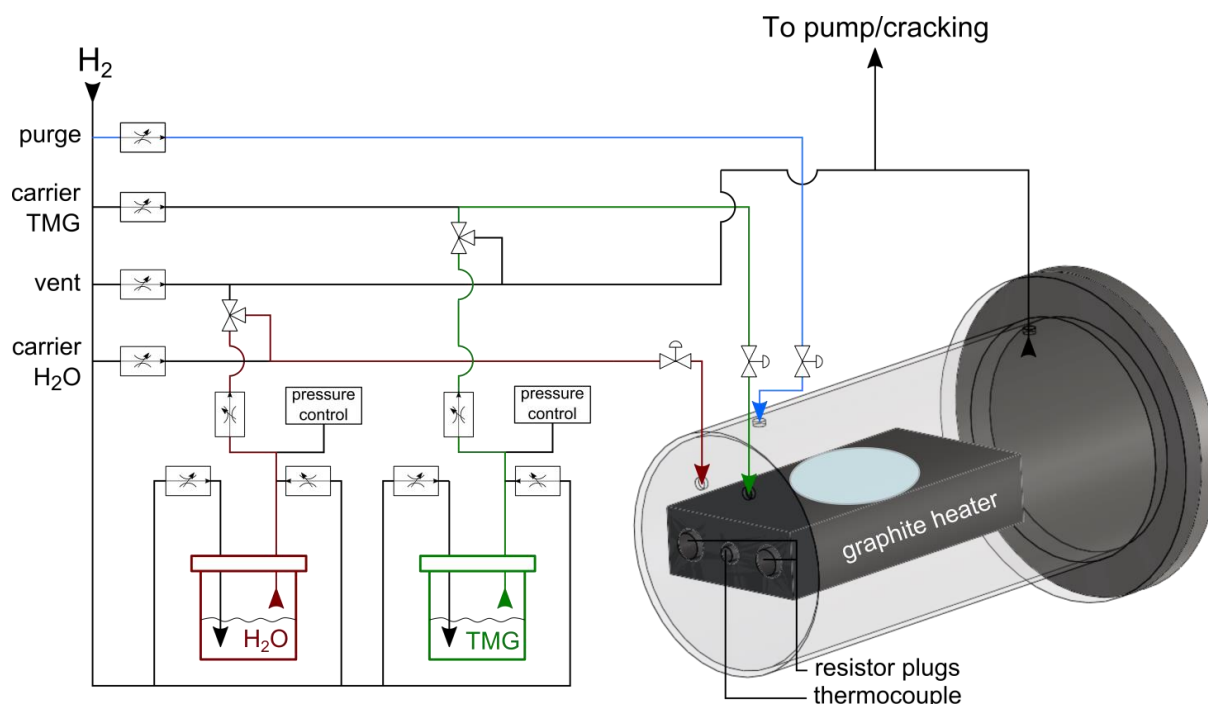 To pump/cracking
H₂
purge
carrier
TMG
vent
carrier
H₂O
pressure
control
pressure
control
H₂O
TMG
graphite heater
resistor plugs
thermocouple